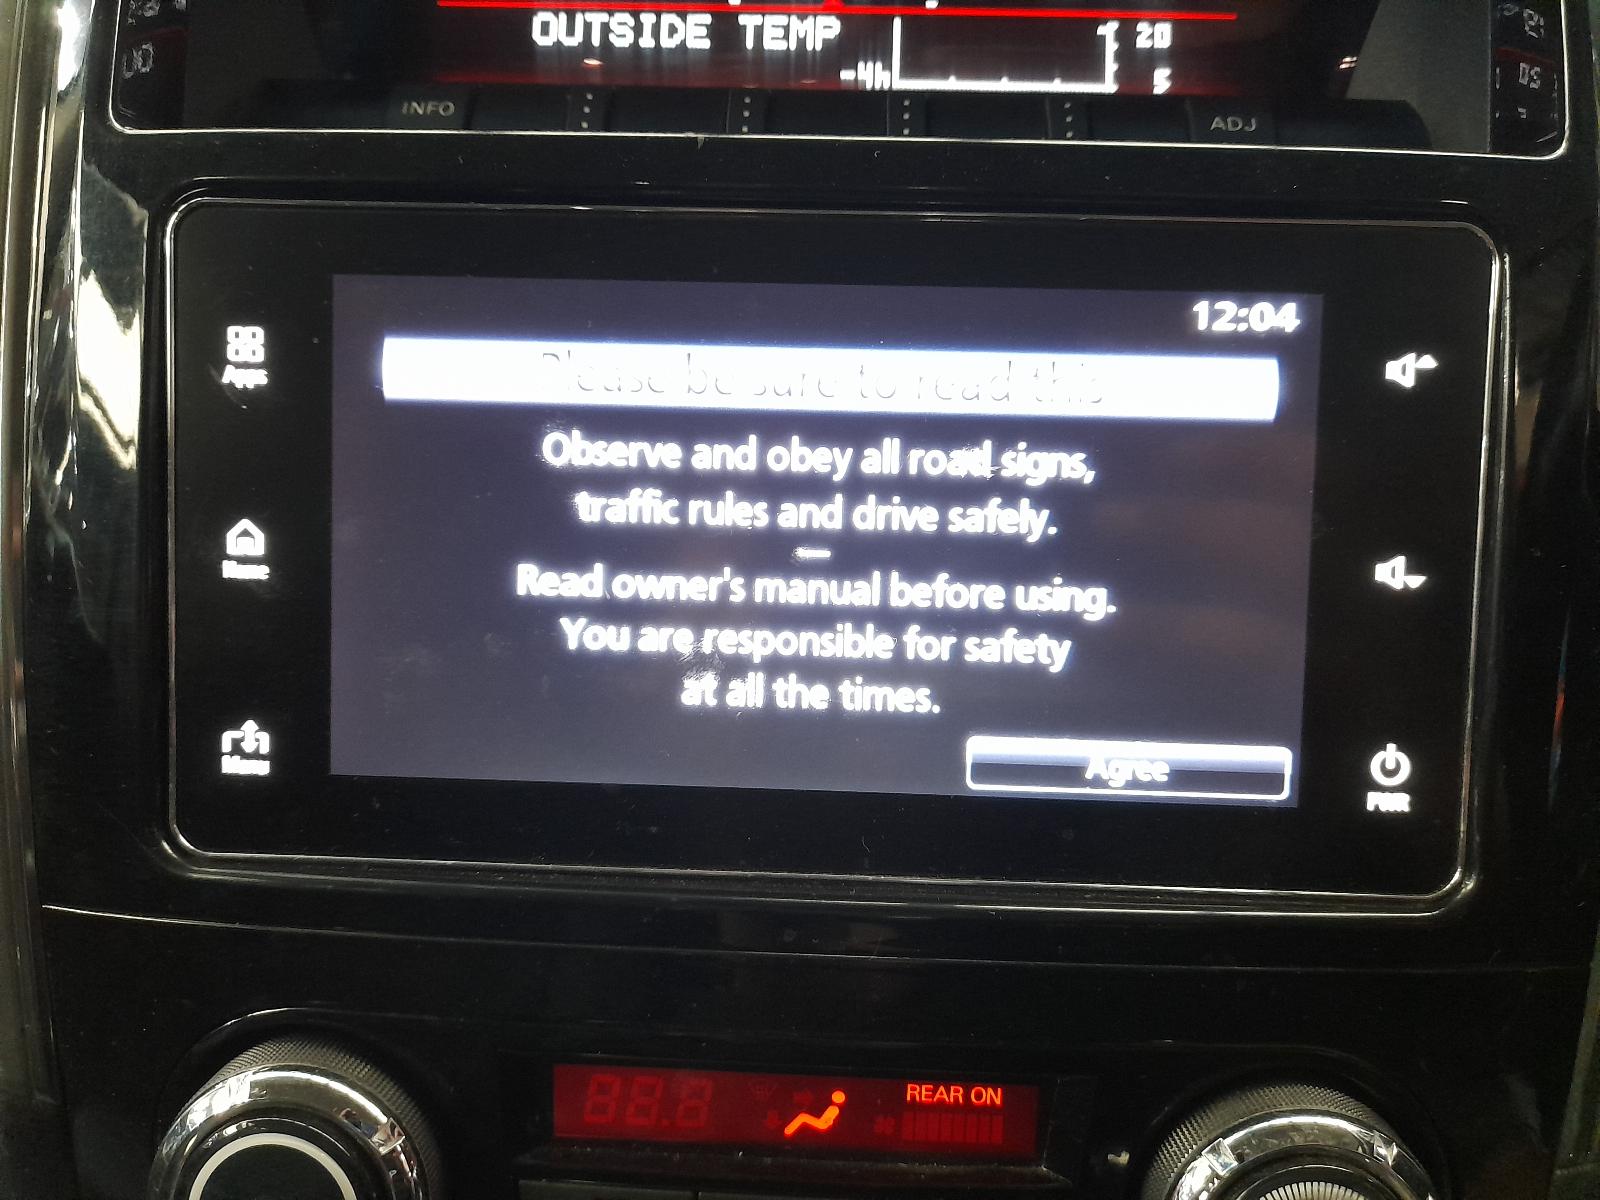 OUTSIDE TEMP
20
-4h
5
INFO
ADJ
12:04
Apps
Please be sure to read this
Observe and obey all road signs,
traffic rules and drive safely.
Home
Read owner's manual before using.
You are responsible for safety
at all the times.
Menu
Agree
PWR
REAR ON